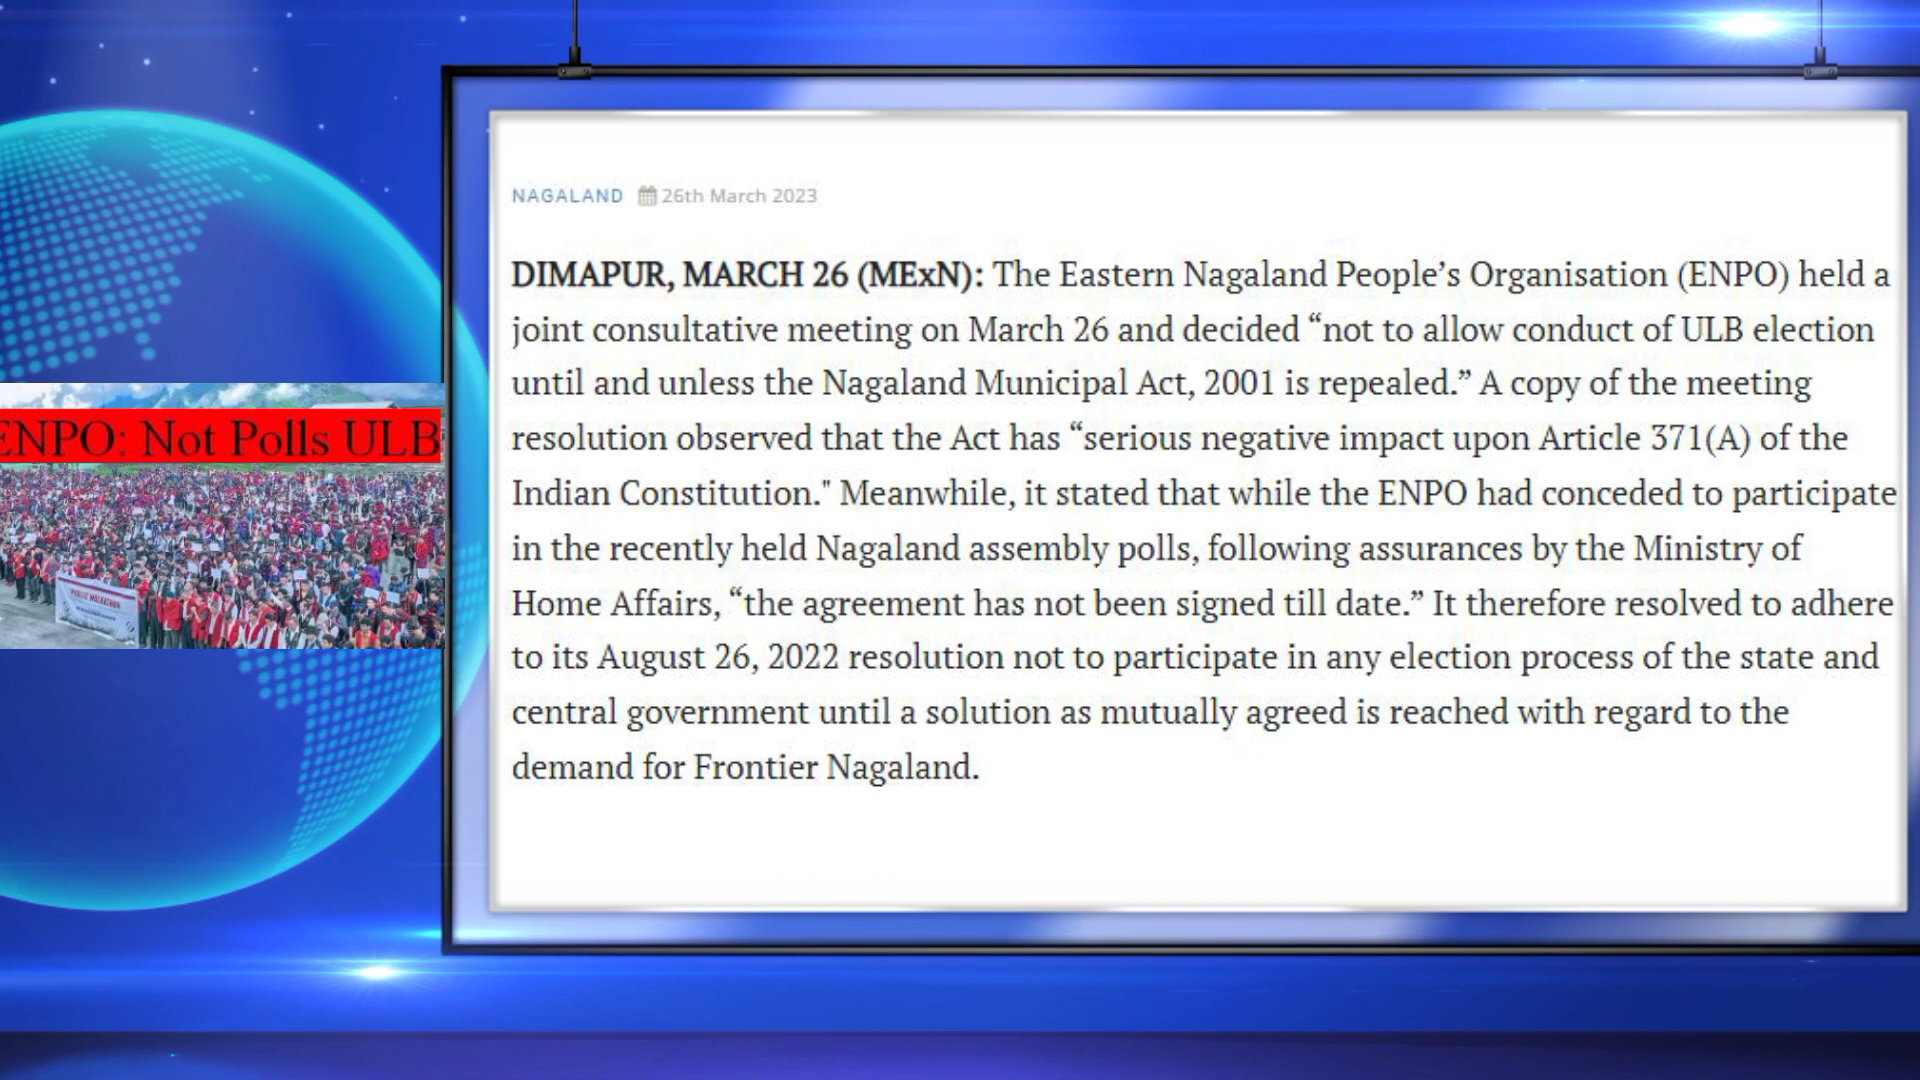 NAGALAND 26th March 2023
DIMAPUR, MARCH 26 (MExN): The Eastern Nagaland People’s Organisation (ENPO) held a
joint consultative meeting on March 26 and decided “not to allow conduct of ULB election
until and unless the Nagaland Municipal Act, 2001 is repealed.” A copy of the meeting
resolution observed that the Act has “serious negative impact upon Article 371(A) of the
Indian Constitution." Meanwhile, it stated that while the ENPO had conceded to participate
in the recently held Nagaland assembly polls, following assurances by the Ministry of
Home Affairs, “the agreement has not been signed till date.” It therefore resolved to adhere
to its August 26, 2022 resolution not to participate in any election process of the state and
central government until a solution as mutually agreed is reached with regard to the
demand for Frontier Nagaland.
ENPO: Not Polls ULB
PUBLIC WALKATHON